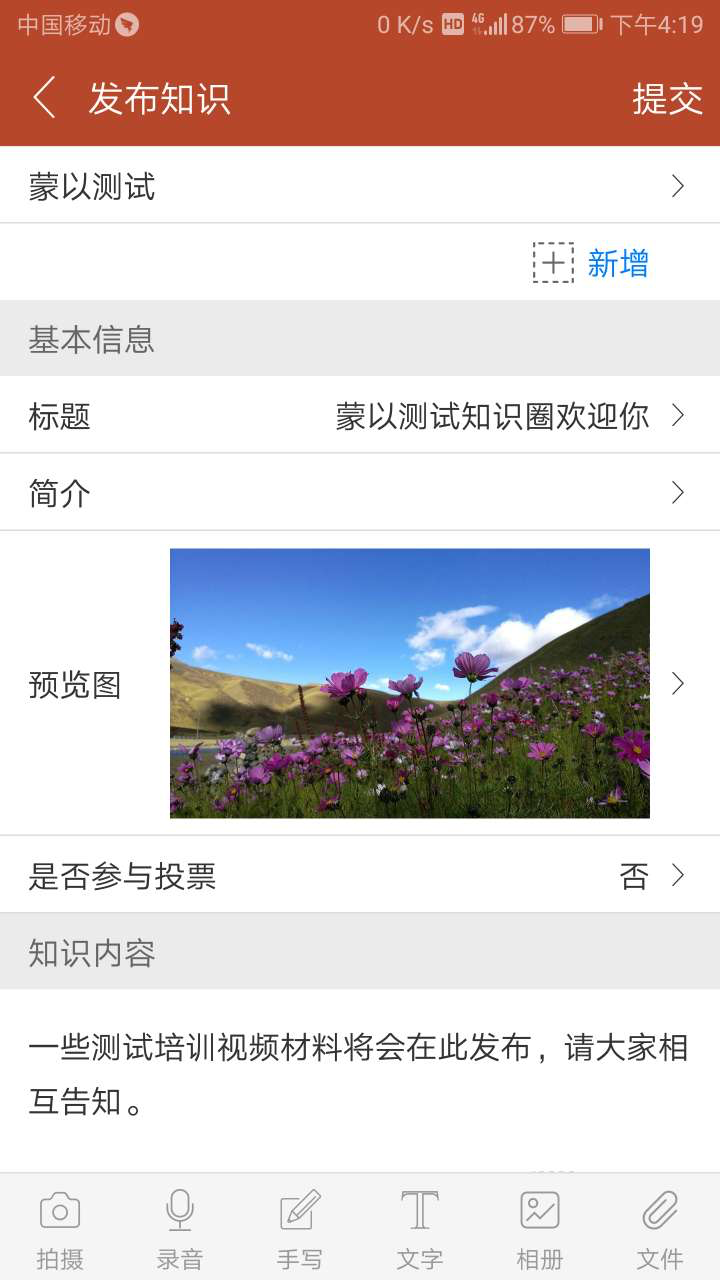 中国移动 0 K/s HD 4G 87% 下午4:19
发布知识 提交
蒙以测试
新增
基本信息
标题 蒙以测试知识圈欢迎你
简介
预览图
是否参与投票 否
知识内容
一些测试培训视频材料将会在此发布，请大家相
互告知。
拍摄 录音 手写 文字 相册 文件